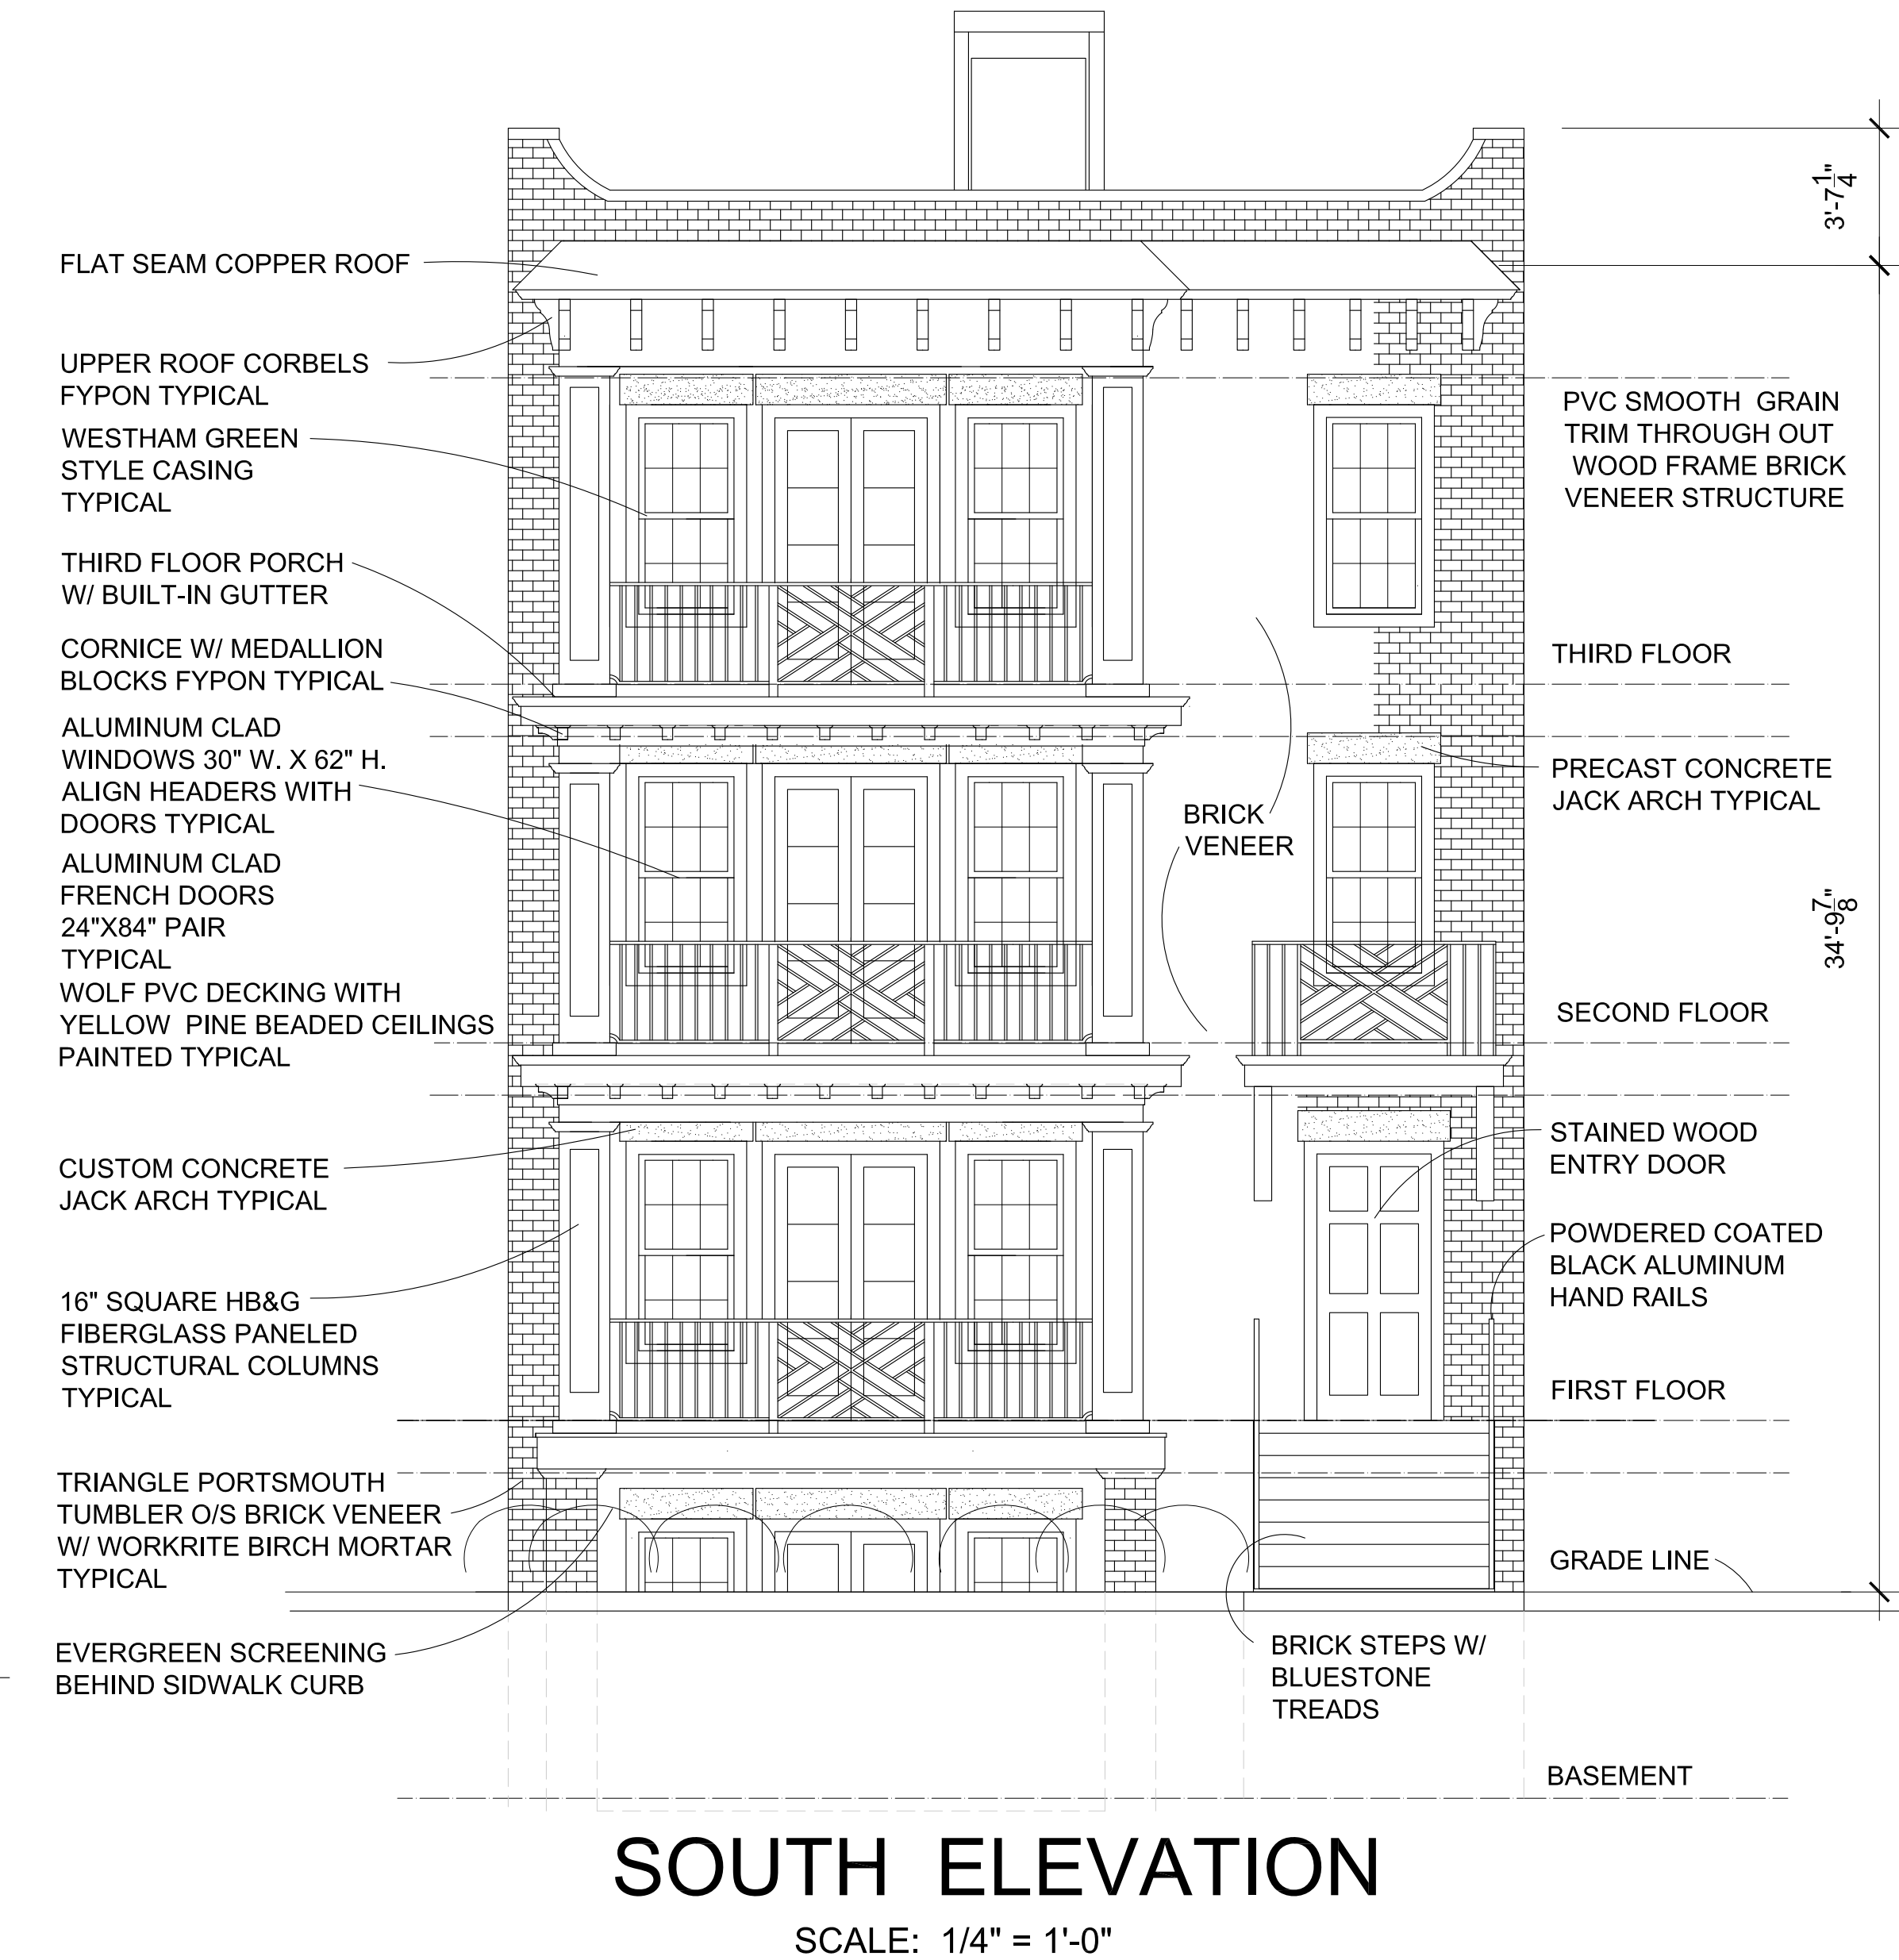 FLAT SEAM COPPER ROOF
UPPER ROOF CORBELS
FYPON TYPICAL
WESTHAM GREEN
STYLE CASING
TYPICAL
THIRD FLOOR PORCH
W/ BUILT-IN GUTTER
CORNICE W/ MEDALLION
BLOCKS FYPON TYPICAL
ALUMINUM CLAD
WINDOWS 30" W. X 62" H.
ALIGN HEADERS WITH
DOORS TYPICAL
ALUMINUM CLAD
FRENCH DOORS
24"X84" PAIR
TYPICAL
WOLF PVC DECKING WITH
YELLOW PINE BEADED CEILINGS
PAINTED TYPICAL
CUSTOM CONCRETE
JACK ARCH TYPICAL
16" SQUARE HB&G
FIBERGLASS PANELED
STRUCTURAL COLUMNS
TYPICAL
TRIANGLE PORTSMOUTH
TUMBLER O/S BRICK VENEER
W/ WORKRITE BIRCH MORTAR
TYPICAL
EVERGREEN SCREENING
BEHIND SIDWALK CURB
BRICK
VENEER
3'-7 1/4"
PVC SMOOTH GRAIN
TRIM THROUGH OUT
WOOD FRAME BRICK
VENEER STRUCTURE
THIRD FLOOR
PRECAST CONCRETE
JACK ARCH TYPICAL
34'-9 7/8"
SECOND FLOOR
STAINED WOOD
ENTRY DOOR
POWDERED COATED
BLACK ALUMINUM
HAND RAILS
FIRST FLOOR
GRADE LINE
BRICK STEPS W/
BLUESTONE
TREADS
BASEMENT
SOUTH ELEVATION
SCALE: 1/4" = 1'-0"